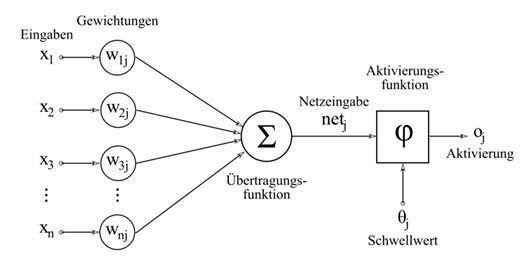 Eingaben
Gewichtungen
x1
w1j
x2
w2j
x3
w3j
⋮
⋮
xn
wnj
Σ
Übertragungs-
funktion
Netzeingabe
netj
Aktivierungs-
funktion
φ
oj
Aktivierung
θj
Schwellwert